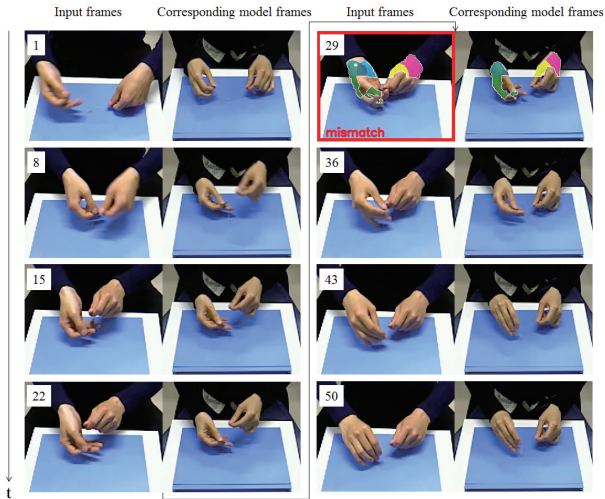 Input frames Corresponding model frames Input frames Corresponding model frames
1
29
mismatch
8
36
15
43
22
50
t